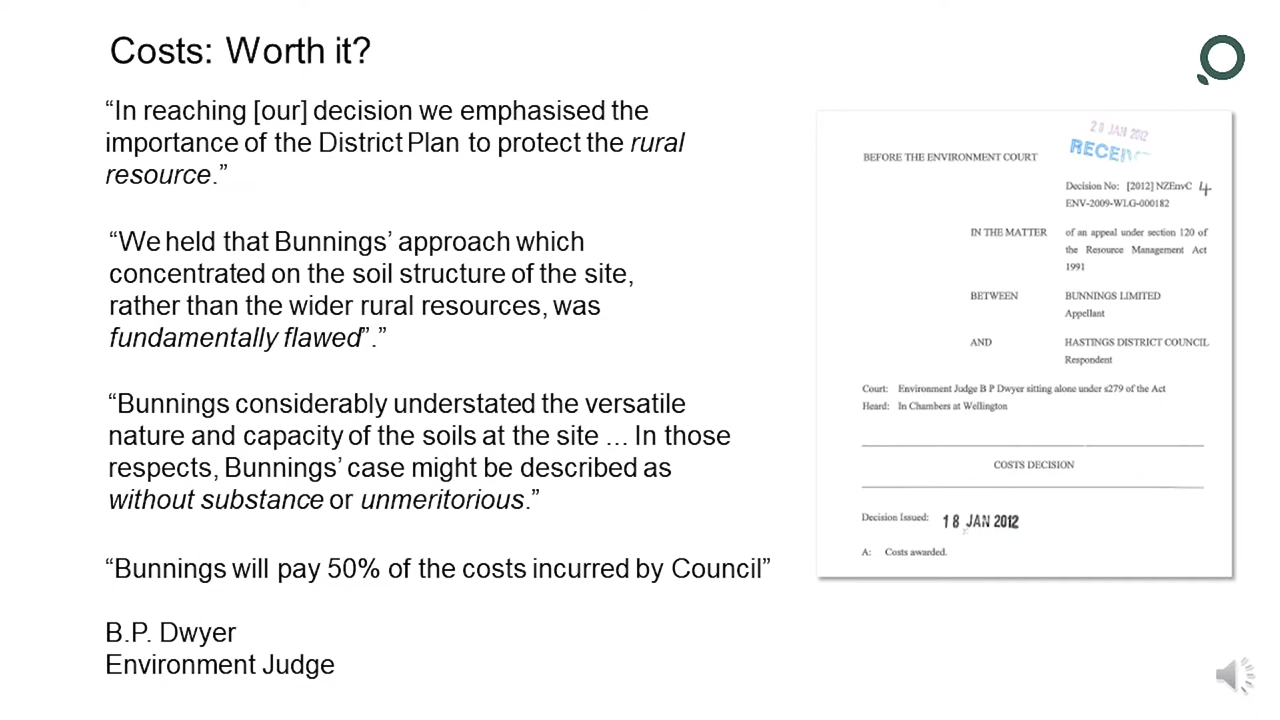 Costs: Worth it?
“In reaching [our] decision we emphasised the
importance of the District Plan to protect the rural
resource.”
“We held that Bunnings’ approach which
concentrated on the soil structure of the site,
rather than the wider rural resources, was
fundamentally flawed”.”
“Bunnings considerably understated the versatile
nature and capacity of the soils at the site ... In those
respects, Bunnings’ case might be described as
without substance or unmeritorious.”
“Bunnings will pay 50% of the costs incurred by Council”
B.P. Dwyer
Environment Judge
JAN 2012
BEFORE THE ENVIRONMENT COURT
Decision No: [2012] NZEnvC 4
ENV-2009-WLG-000182
IN THE MATTER of an appeal under section 120 of
the Resource Management Act
1991
BETWEEN BUNNINGS LIMITED
Appellant
AND HASTINGS DISTRICT COUNCIL
Respondent
Court: Environment Judge B P Dwyer sitting alone under s279 of the Act
Heard: In Chambers at Wellington
COSTS DECISION
Decision Issued: 18 JAN 2012
A: Costs awarded.